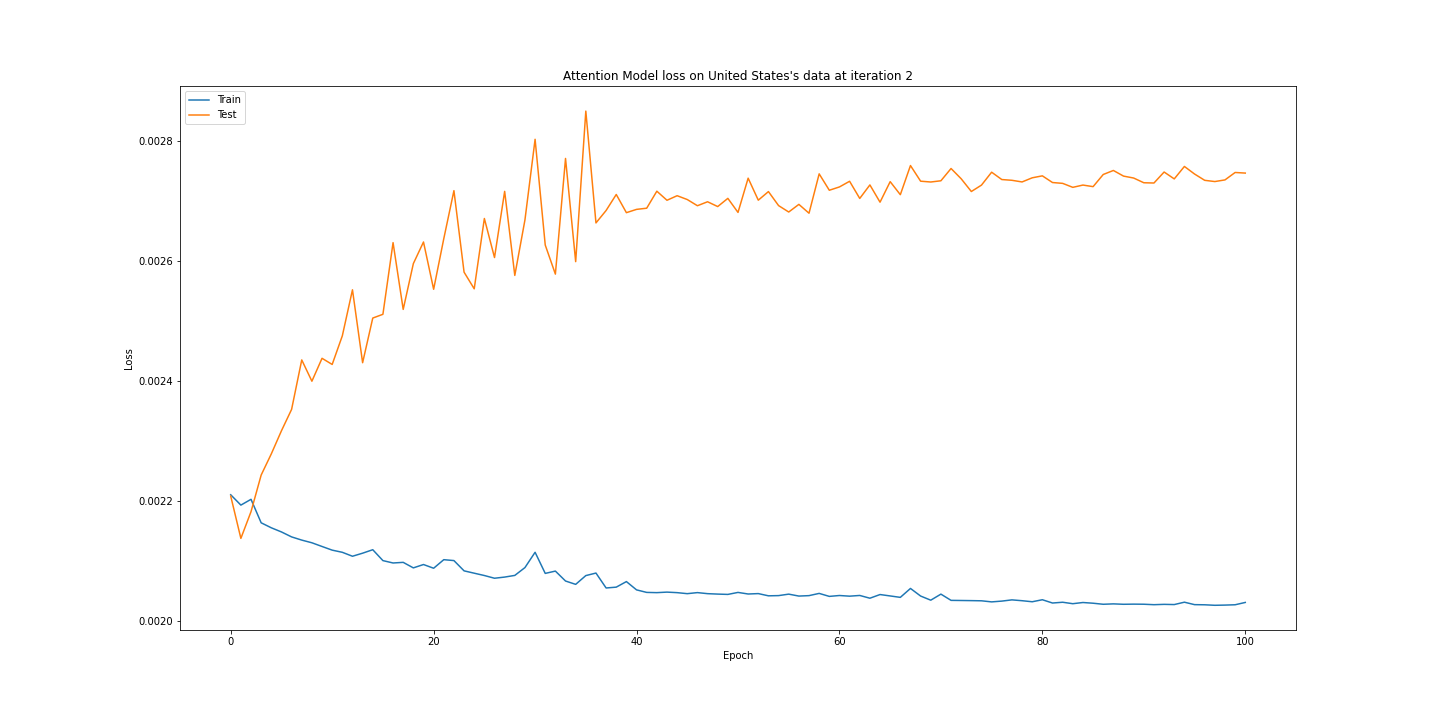 Attention Model loss on United States's data at iteration 2
Train
Test
0.0028
0.0026
0.0024
0.0022
0.0020
Loss
0
20
40
60
80
100
Epoch